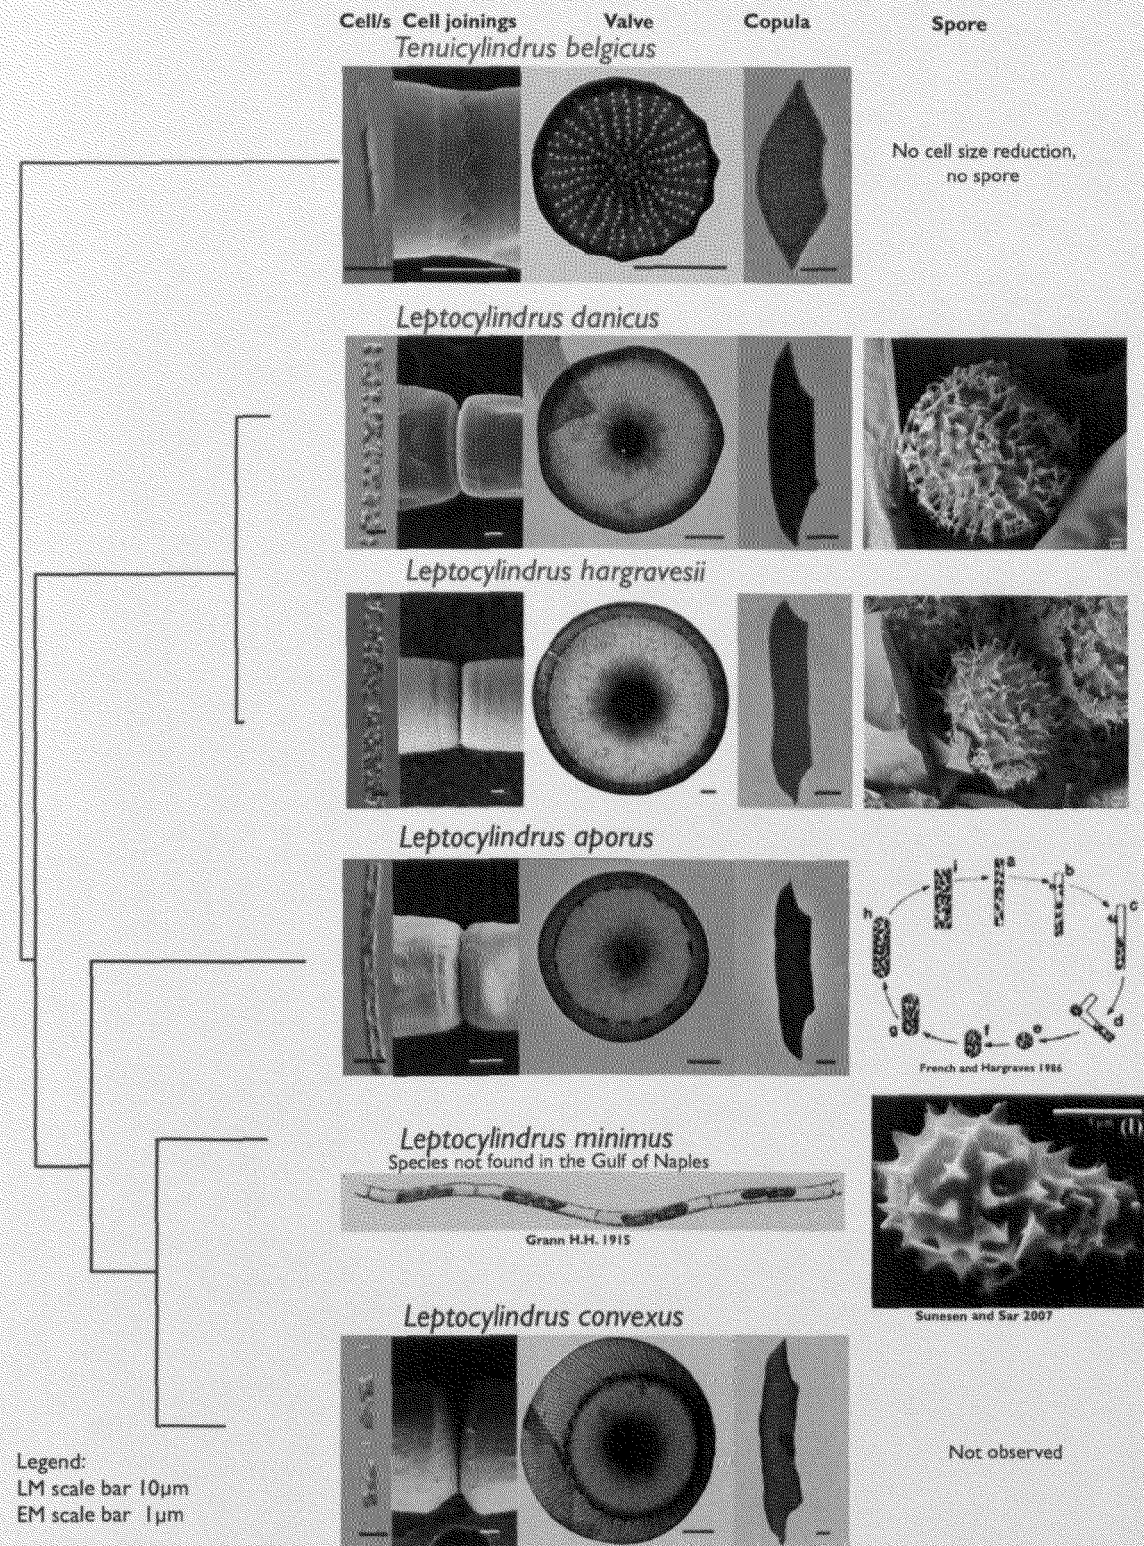 Cell/s Cell joinings Valve Copula Spore
Tenuicylindrus belgicus
No cell size reduction,
no spore
Leptocylindrus danicus
Leptocylindrus hargravesii
Leptocylindrus aporus
i a b
h c
g f e d
French and Hargraves 1986
Leptocylindrus minimus
Species not found in the Gulf of Naples
Grann H.H. 1915
Sunesen and Sar 2007
Leptocylindrus convexus
Not observed
Legend:
LM scale bar 10µm
EM scale bar 1µm